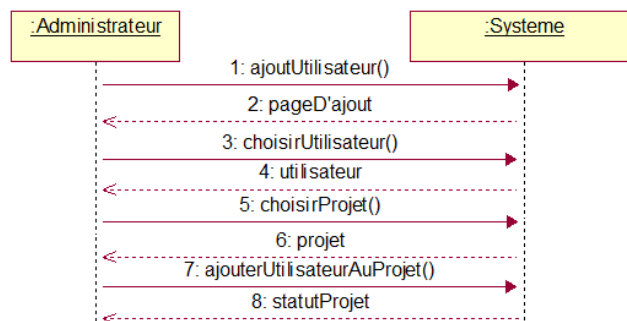 :Administrateur
:Systeme
1: ajoutUtilisateur()
2: pageD'ajout
3: choisirUtilisateur()
4: utilisateur
5: choisirProjet()
6: projet
7: ajouterUtilisateurAuProjet()
8: statutProjet